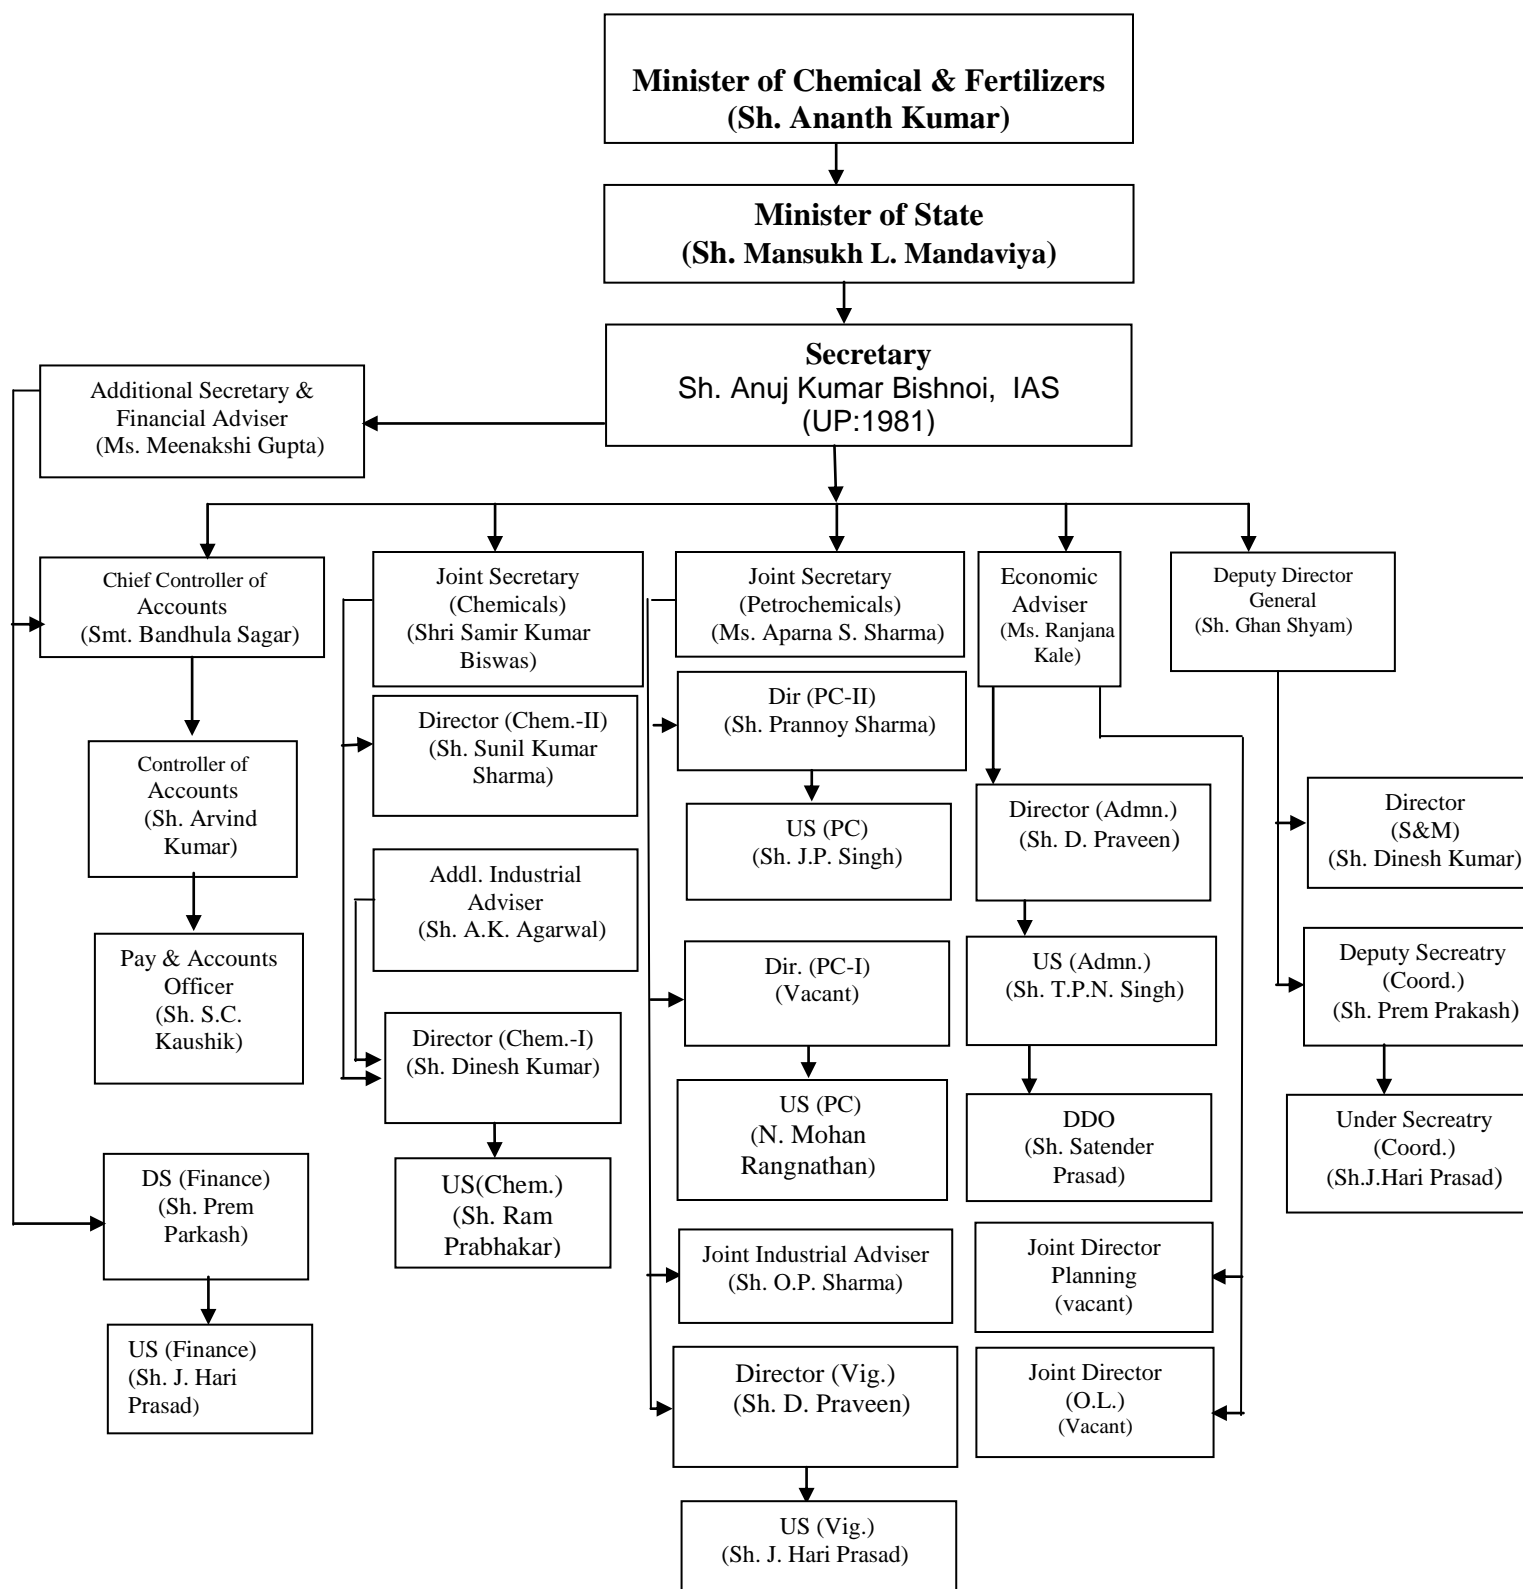 Minister of Chemical & Fertilizers
(Sh. Ananth Kumar)
Minister of State
(Sh. Mansukh L. Mandaviya)
Secretary
Sh. Anuj Kumar Bishnoi, IAS
(UP:1981)
Additional Secretary &
Financial Adviser
(Ms. Meenakshi Gupta)
Chief Controller of
Accounts
(Smt. Bandhula Sagar)
Controller of
Accounts
(Sh. Arvind
Kumar)
Pay & Accounts
Officer
(Sh. S.C.
Kaushik)
DS (Finance)
(Sh. Prem
Parkash)
US (Finance)
(Sh. J. Hari
Prasad)
Joint Secretary
(Chemicals)
(Shri Samir Kumar
Biswas)
Director (Chem.-II)
(Sh. Sunil Kumar
Sharma)
Addl. Industrial
Adviser
(Sh. A.K. Agarwal)
Director (Chem.-I)
(Sh. Dinesh Kumar)
US(Chem.)
(Sh. Ram
Prabhakar)
Joint Secretary
(Petrochemicals)
(Ms. Aparna S. Sharma)
Dir (PC-II)
(Sh. Prannoy Sharma)
US (PC)
(Sh. J.P. Singh)
Dir. (PC-I)
(Vacant)
US (PC)
(N. Mohan
Rangnathan)
Joint Industrial Adviser
(Sh. O.P. Sharma)
Director (Vig.)
(Sh. D. Praveen)
US (Vig.)
(Sh. J. Hari Prasad)
Economic
Adviser
(Ms. Ranjana
Kale)
Director (Admn.)
(Sh. D. Praveen)
US (Admn.)
(Sh. T.P.N. Singh)
DDO
(Sh. Satender
Prasad)
Joint Director
Planning
(vacant)
Joint Director
(O.L.)
(Vacant)
Deputy Director
General
(Sh. Ghan Shyam)
Director
(S&M)
(Sh. Dinesh Kumar)
Deputy Secreatry
(Coord.)
(Sh. Prem Prakash)
Under Secreatry
(Coord.)
(Sh.J.Hari Prasad)